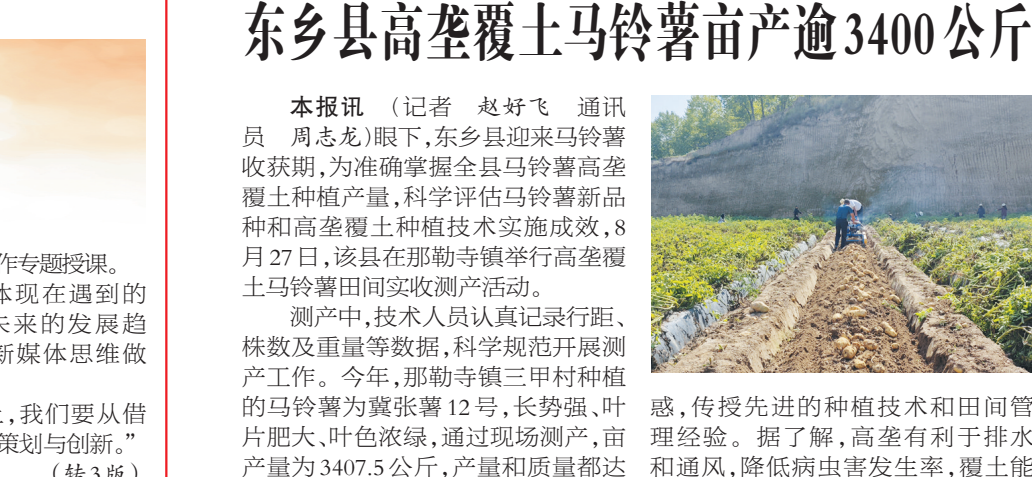 东乡县高垄覆土马铃薯亩产逾3400公斤
作专题授课。
体现在遇到的
未来的发展趋
新媒体思维做
,我们要从借
策划与创新。”
(转3版)
本报讯 (记者 赵好飞 通讯
员 周志龙)眼下,东乡县迎来马铃薯
收获期,为准确掌握全县马铃薯高垄
覆土种植产量,科学评估马铃薯新品
种和高垄覆土种植技术实施成效,8
月27日,该县在那勒寺镇举行高垄覆
土马铃薯田间实收测产活动。
测产中,技术人员认真记录行距、
株数及重量等数据,科学规范开展测
产工作。今年,那勒寺镇三甲村种植
的马铃薯为冀张薯12号,长势强、叶
片肥大、叶色浓绿,通过现场测产,亩
产量为3407.5公斤,产量和质量都达
惑,传授先进的种植技术和田间管
理经验。据了解,高垄有利于排水
和通风,降低病虫害发生率,覆土能